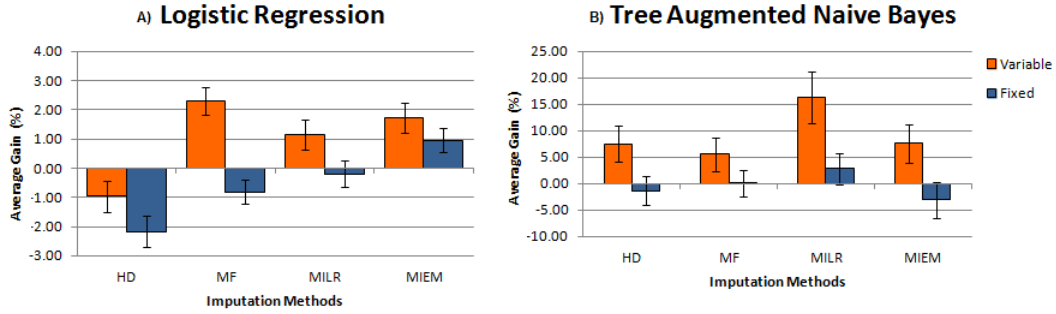 A) Logistic Regression
4.00
3.00
2.00
1.00
0.00
-1.00
-2.00
-3.00
Average Gain (%)
HD MF MILR MIEM
Imputation Methods
B) Tree Augmented Naive Bayes
25.00
20.00
15.00
10.00
5.00
0.00
-5.00
-10.00
Average Gain (%)
HD MF MILR MIEM
Imputation Methods
Variable
Fixed